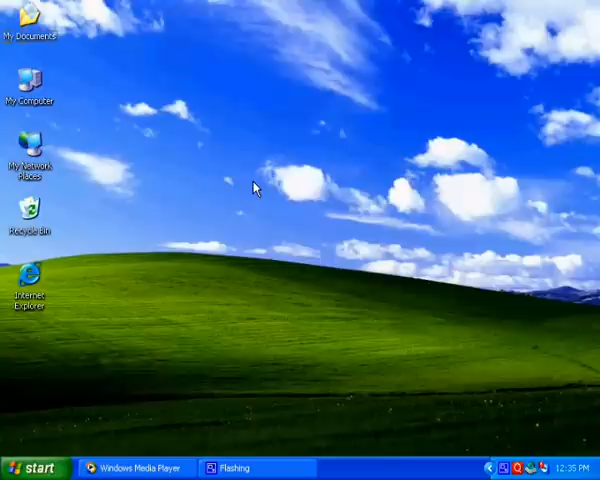 My Documents
My Computer
My Network
Places
Recycle Bin
Internet
Explorer
start
Windows Media Player
Flashing
12:35 PM